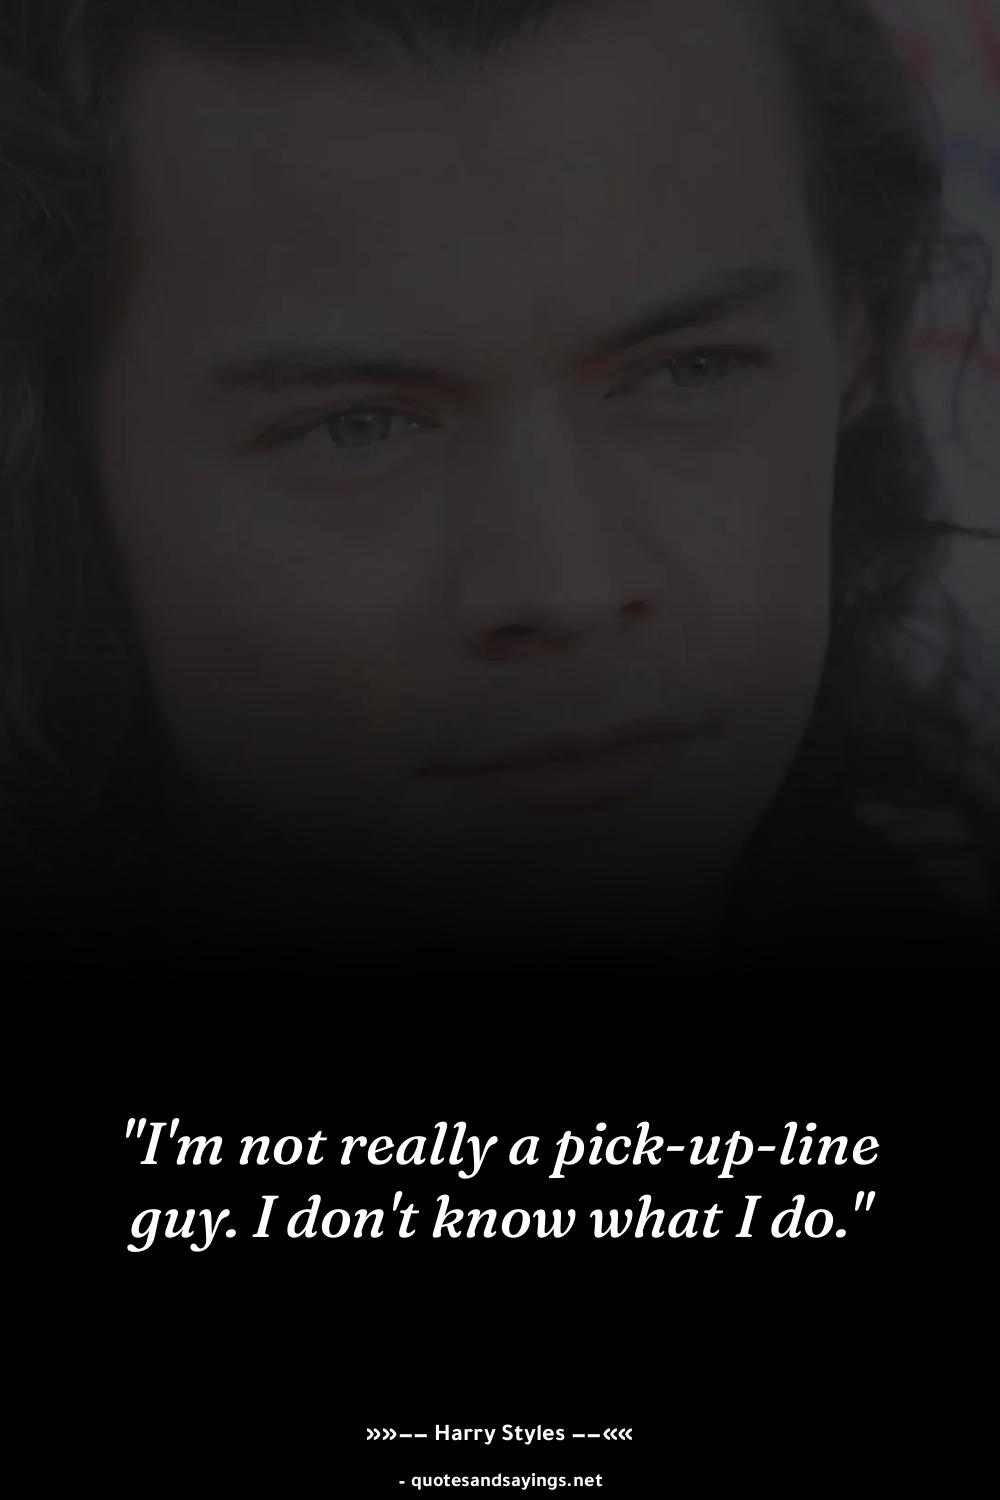 "I'm not really a pick-up-line
guy. I don't know what I do."
»»–– Harry Styles ––««
- quotesandsayings.net